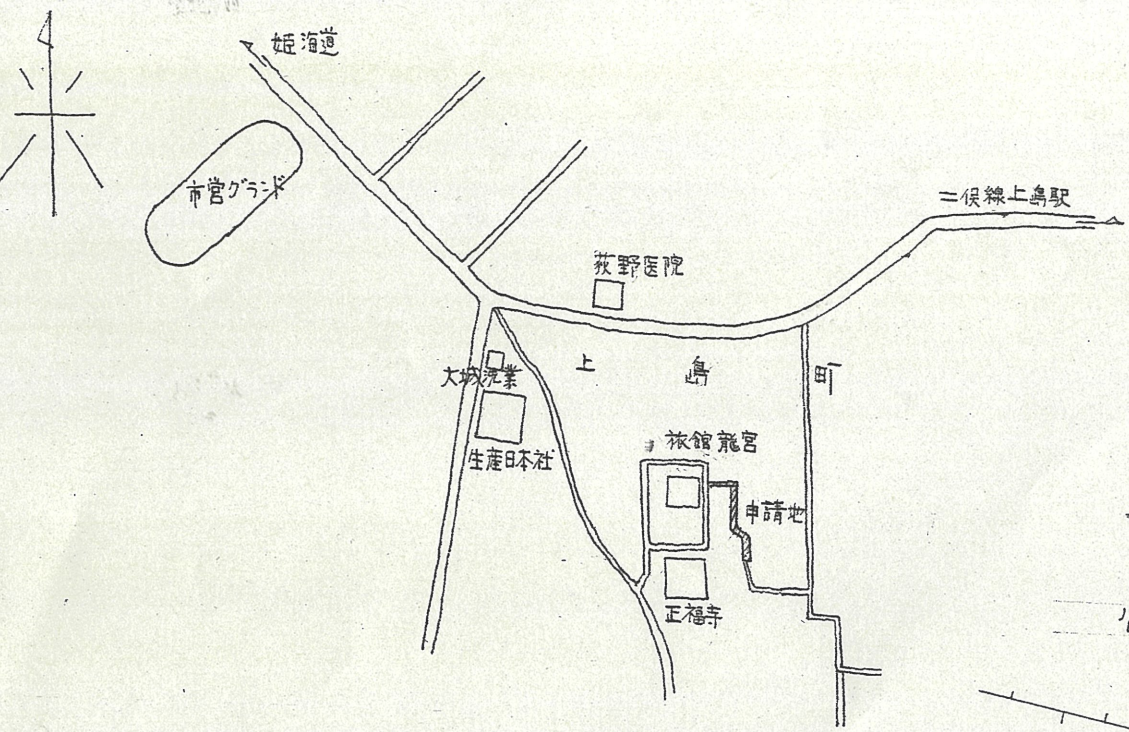 姫海道
市営グランド
二俣線上島駅
荻野医院
上島町
大城洗業
生産日本社
旅館龍宮
申請地
正福寺